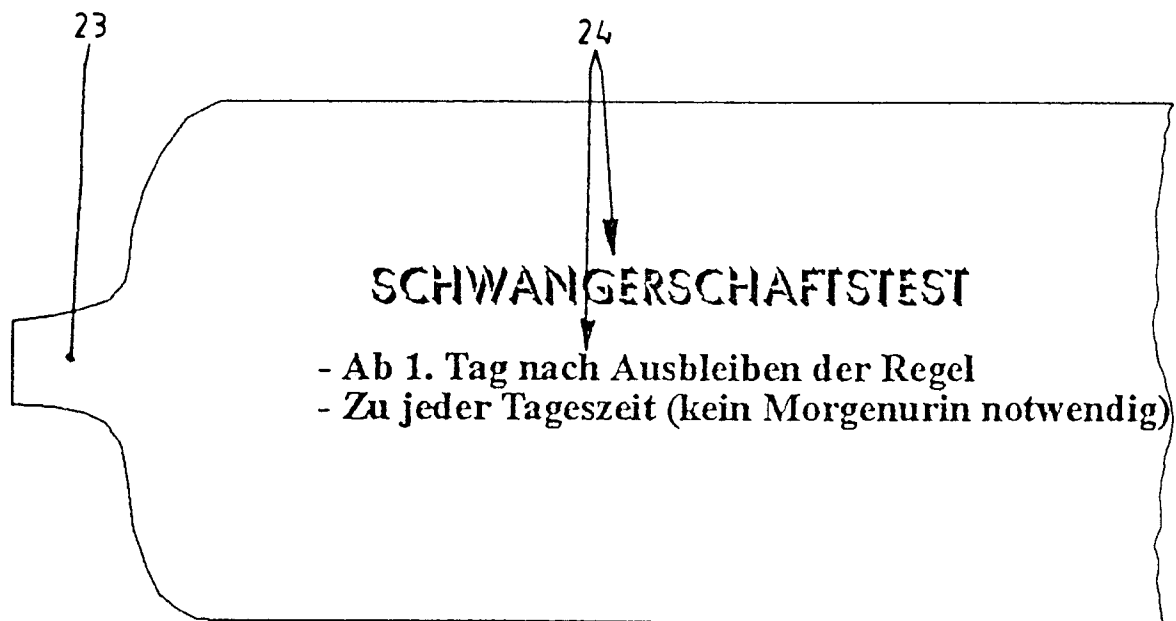 23 24
SCHWANGERSCHAFTSTEST
- Ab 1. Tag nach Ausbleiben der Regel
- Zu jeder Tageszeit (kein Morgenurin notwendig)